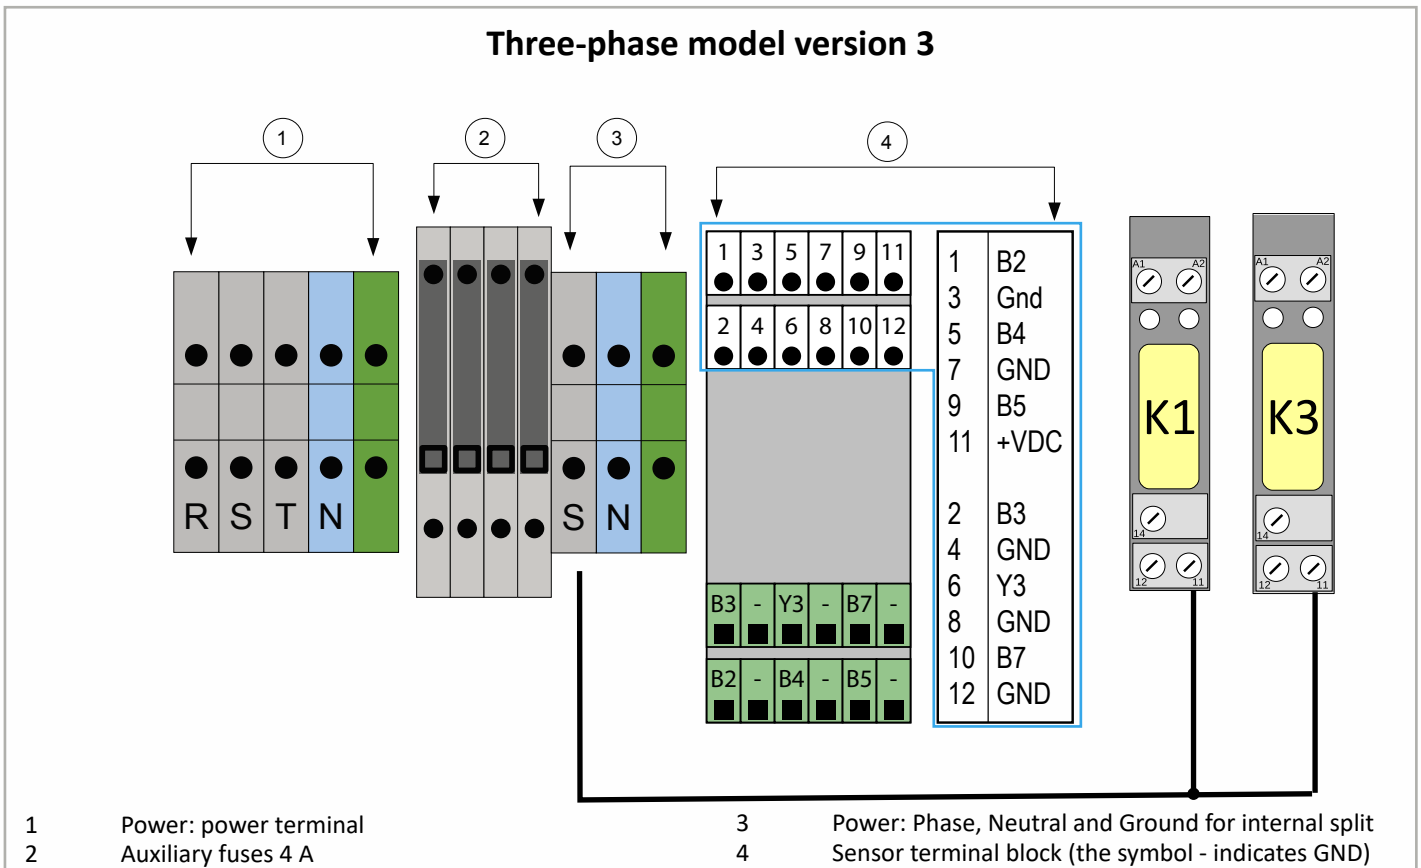 Three-phase model version 3
1
2
3
4
R S T N
S N
1 3 5 7 9 11
2 4 6 8 10 12
B3 - Y3 - B7 -
B2 - B4 - B5 -
1 B2
3 Gnd
5 B4
7 GND
9 B5
11 +VDC
2 B3
4 GND
6 Y3
8 GND
10 B7
12 GND
A1 A2
K1
14
12 11
A1 A2
K3
14
12 11
1 Power: power terminal
2 Auxiliary fuses 4 A
3 Power: Phase, Neutral and Ground for internal split
4 Sensor terminal block (the symbol - indicates GND)